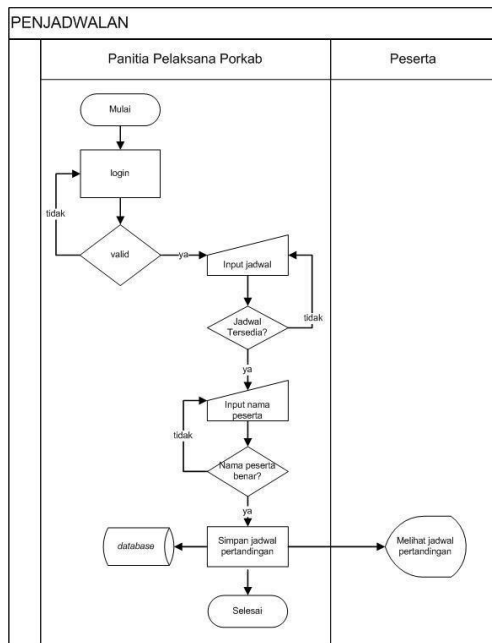 PENJADWALAN
Panitia Pelaksana Porkab
Peserta
Mulai
login
tidak
valid
ya
Input jadwal
Jadwal
Tersedia?
tidak
ya
Input nama
peserta
tidak
Nama peserta
benar?
ya
database
Simpan jadwal
pertandingan
Melihat jadwal
pertandingan
Selesai